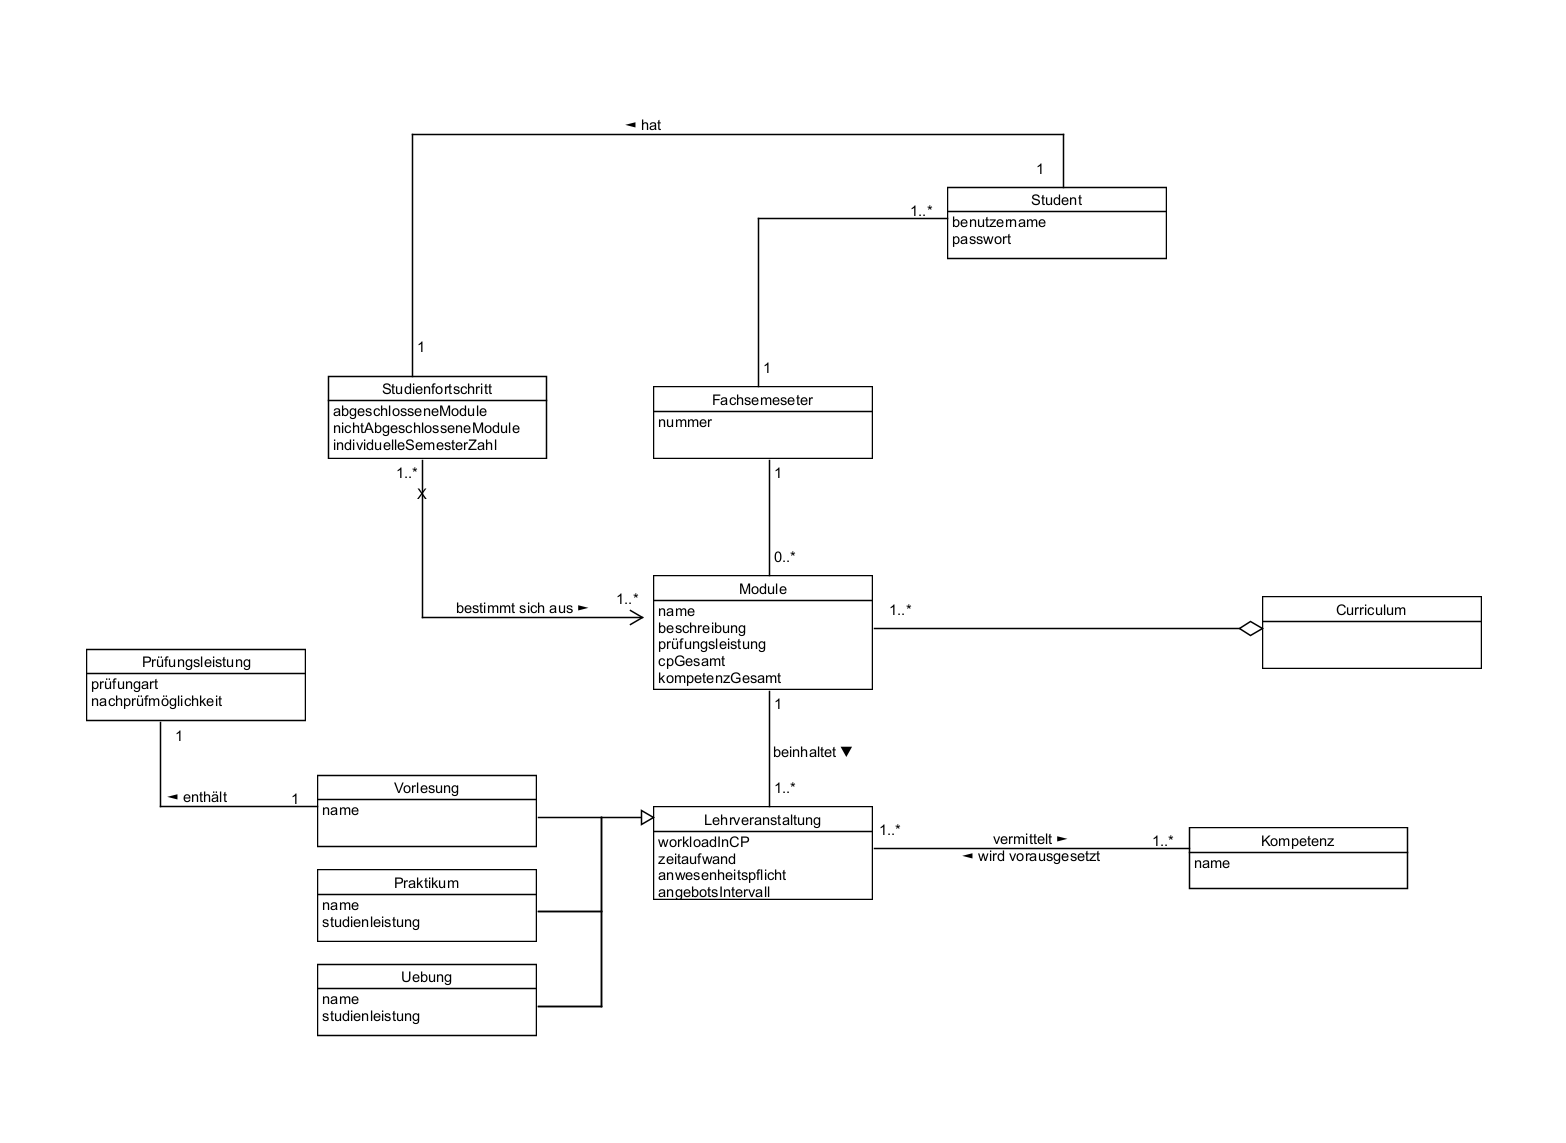 ◄ hat
1
Student
1..*
benutzername
passwort
1
1
Studienfortschritt
abgeschlosseneModule
nichtAbgeschlosseneModule
individuelleSemesterZahl
Fachsemeseter
nummer
1..*
X
1
0..*
bestimmt sich aus ►
1..*
Module
name
beschreibung
prüfungsleistung
cpGesamt
kompetenzGesamt
1..*
Curriculum
Prüfungsleistung
prüfungart
nachprüfmöglichkeit
1
1
beinhaltet ▼
1..*
◄ enthält
1
Vorlesung
name
Lehrveranstaltung
workloadInCP
zeitaufwand
anwesenheitspflicht
angebotsIntervall
1..*
vermittelt ►
◄ wird vorausgesetzt
1..*
Kompetenz
name
Praktikum
name
studienleistung
Uebung
name
studienleistung